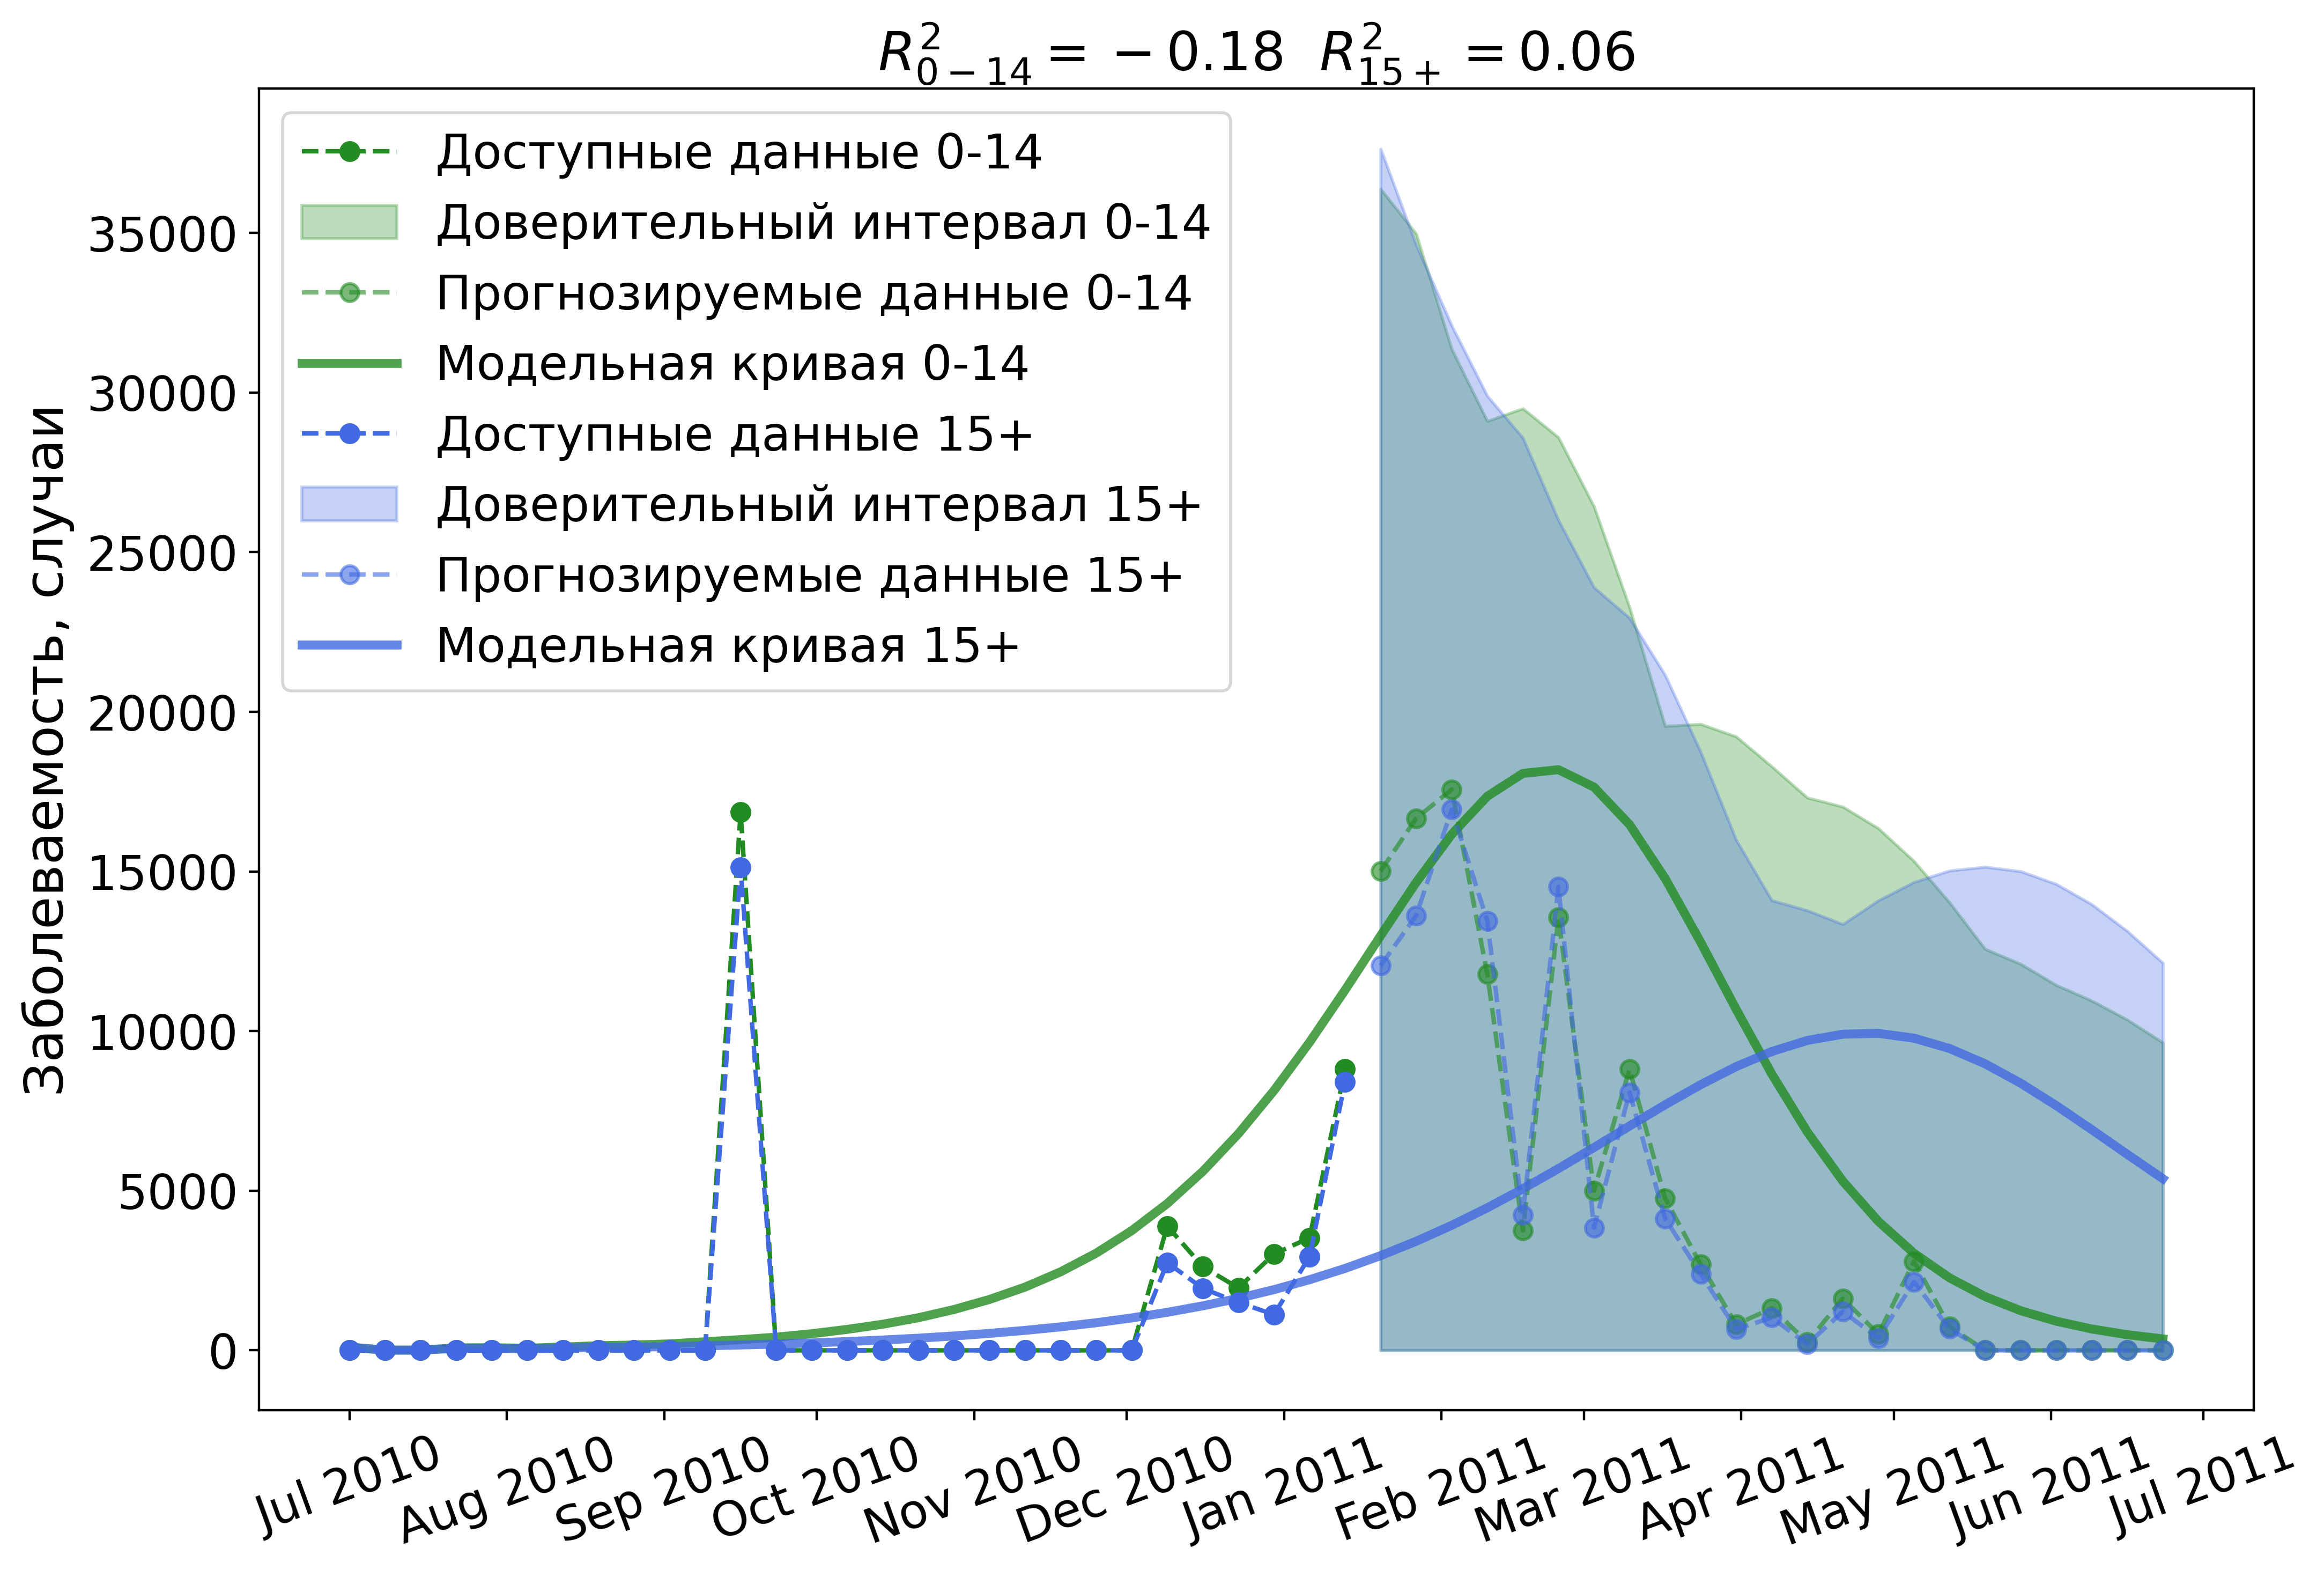 R²₀₋₁₄ = −0.18 R²₁₅₊ = 0.06
Доступные данные 0-14
Доверительный интервал 0-14
Прогнозируемые данные 0-14
Модельная кривая 0-14
Доступные данные 15+
Доверительный интервал 15+
Прогнозируемые данные 15+
Модельная кривая 15+
Заболеваемость, случаи
35000
30000
25000
20000
15000
10000
5000
0
Jul 2010
Aug 2010
Sep 2010
Oct 2010
Nov 2010
Dec 2010
Jan 2011
Feb 2011
Mar 2011
Apr 2011
May 2011
Jun 2011
Jul 2011